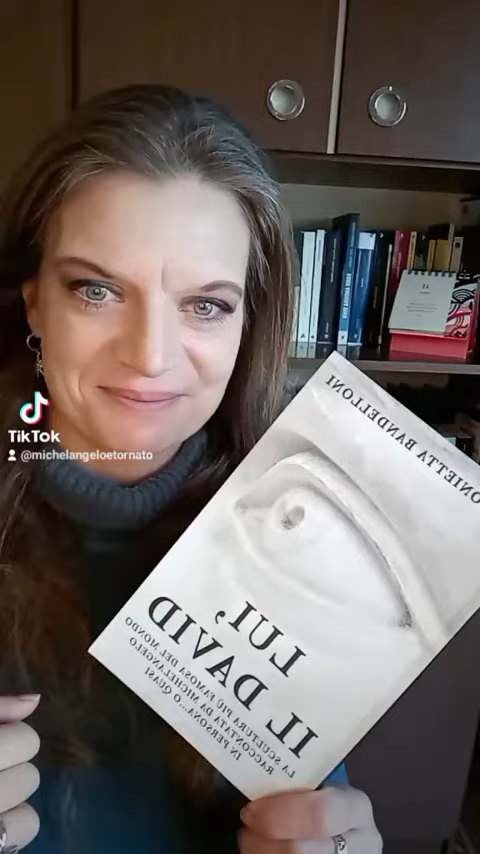 TikTok
@michelangeloetornato
ONIETTA BANDELLONI
LUI,
IL DAVID
LA SCULTURA PIÙ FAMOSA DEL MONDO
RACCONTATA DA MICHELANGELO
IN PERSONA...O QUASI